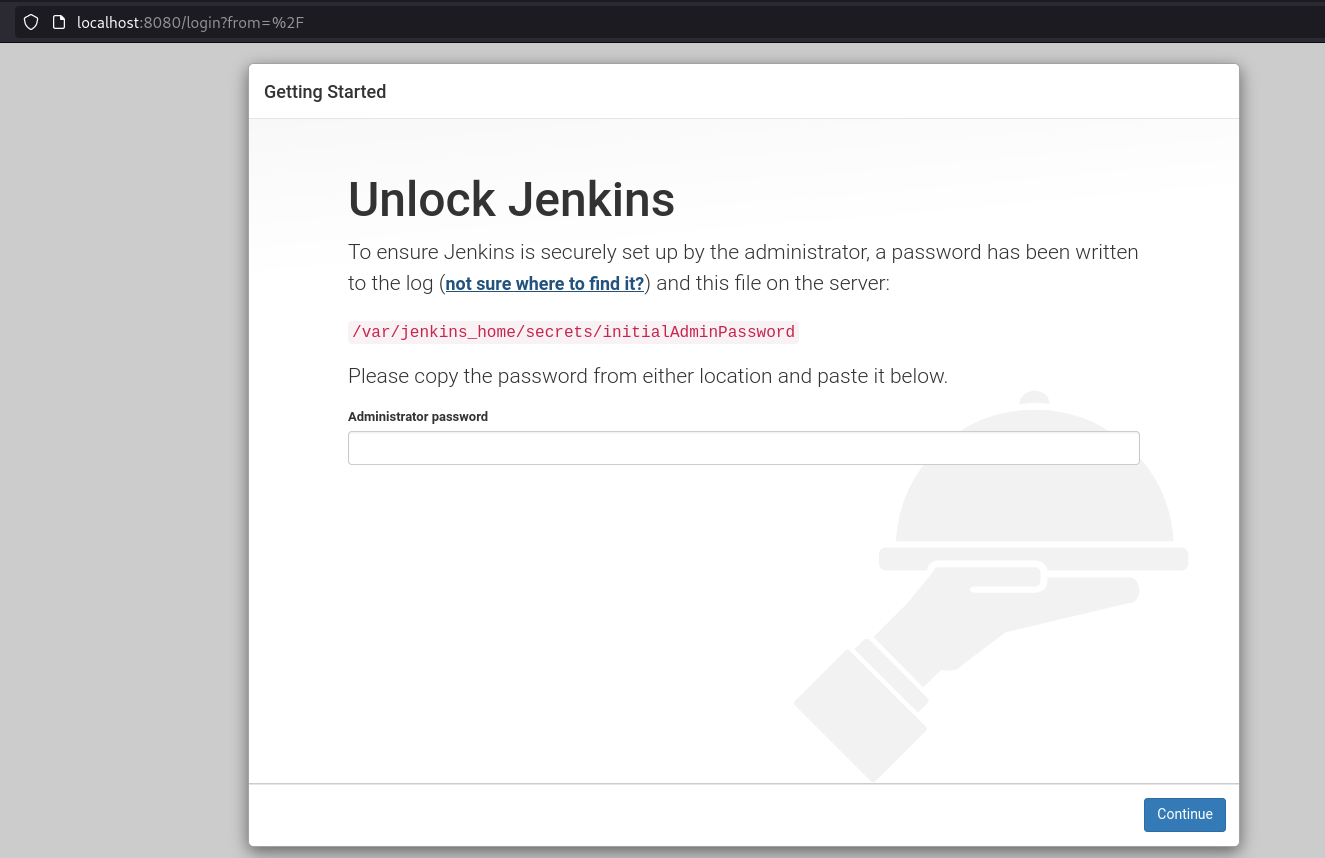 localhost:8080/login?from=%2F
Getting Started
Unlock Jenkins
To ensure Jenkins is securely set up by the administrator, a password has been written
to the log (not sure where to find it?) and this file on the server:
/var/jenkins_home/secrets/initialAdminPassword
Please copy the password from either location and paste it below.
Administrator password
Continue